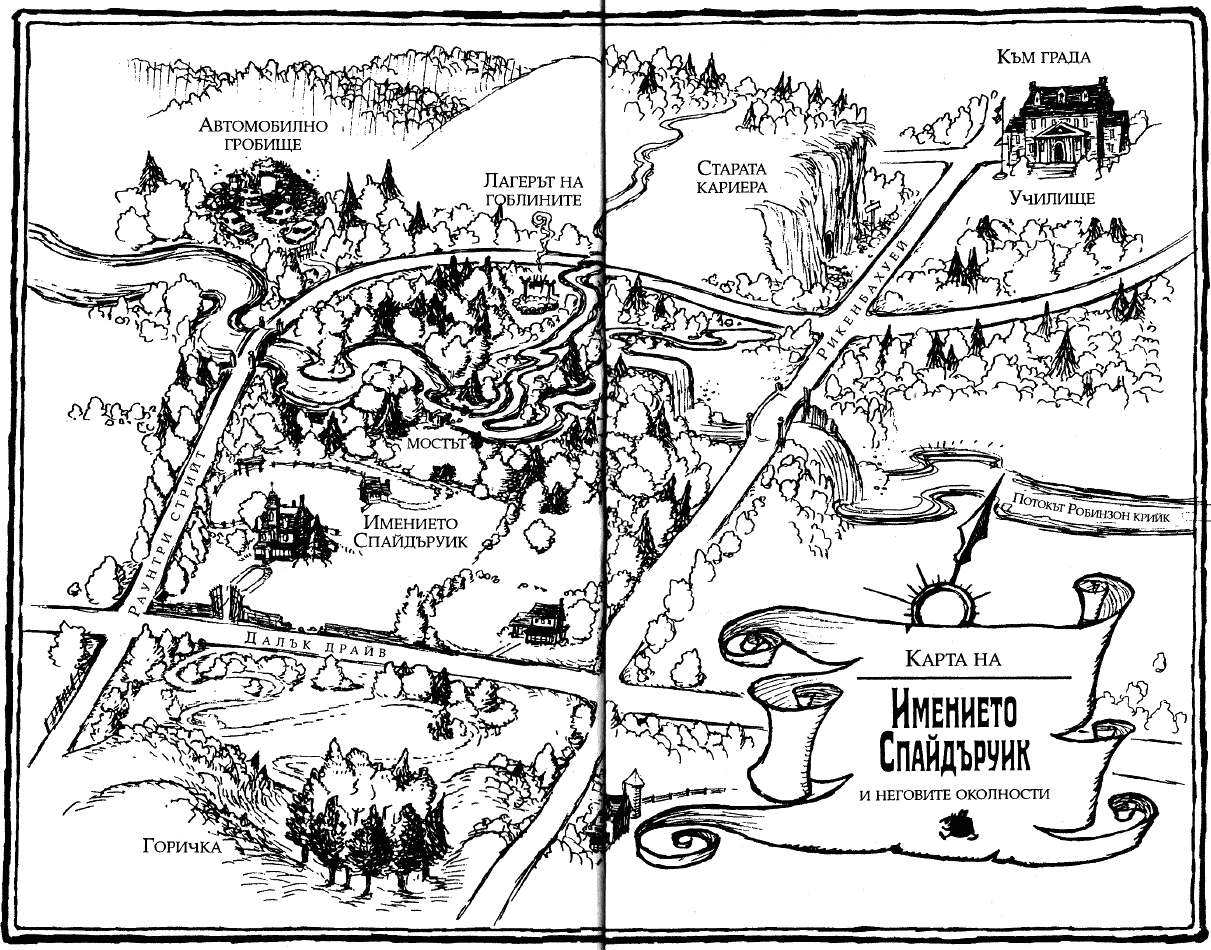 Към града
Автомобилно
гробище
Лагерът на
гоблините
Старата
кариера
Училище
Рикенбахуей
мостът
Раунтри стрийт
Имението
Спайдъруик
Потокът Робинзон крийк
Далък драйв
Карта на
Имението
Спайдъруик
и неговите околности
Горичка